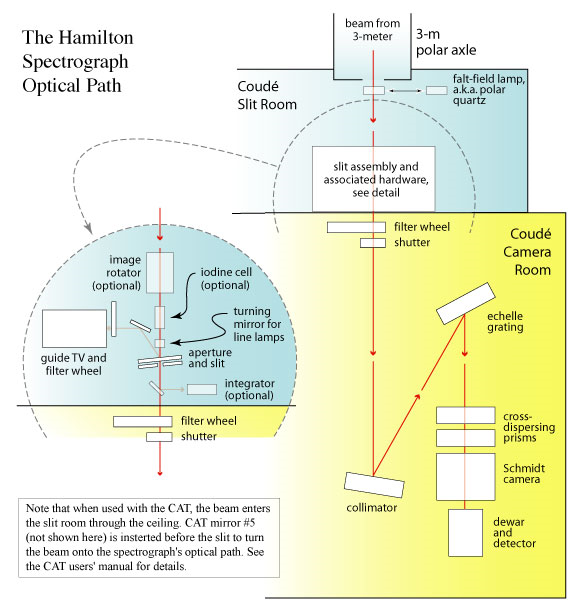 The Hamilton
Spectrograph
Optical Path
beam from
3-meter
3-m
polar axle
Coudé
Slit Room
falt-field lamp,
a.k.a. polar
quartz
slit assembly and
associated hardware,
see detail
filter wheel
shutter
Coudé
Camera
Room
image
rotator
(optional)
iodine cell
(optional)
turning
mirror for
line lamps
guide TV and
filter wheel
aperture
and slit
integrator
(optional)
filter wheel
shutter
echelle
grating
cross-
dispersing
prisms
Schmidt
camera
collimator
dewar
and
detector
Note that when used with the CAT, the beam enters
the slit room through the ceiling. CAT mirror #5
(not shown here) is insterted before the slit to turn
the beam onto the spectrograph's optical path. See
the CAT users' manual for details.